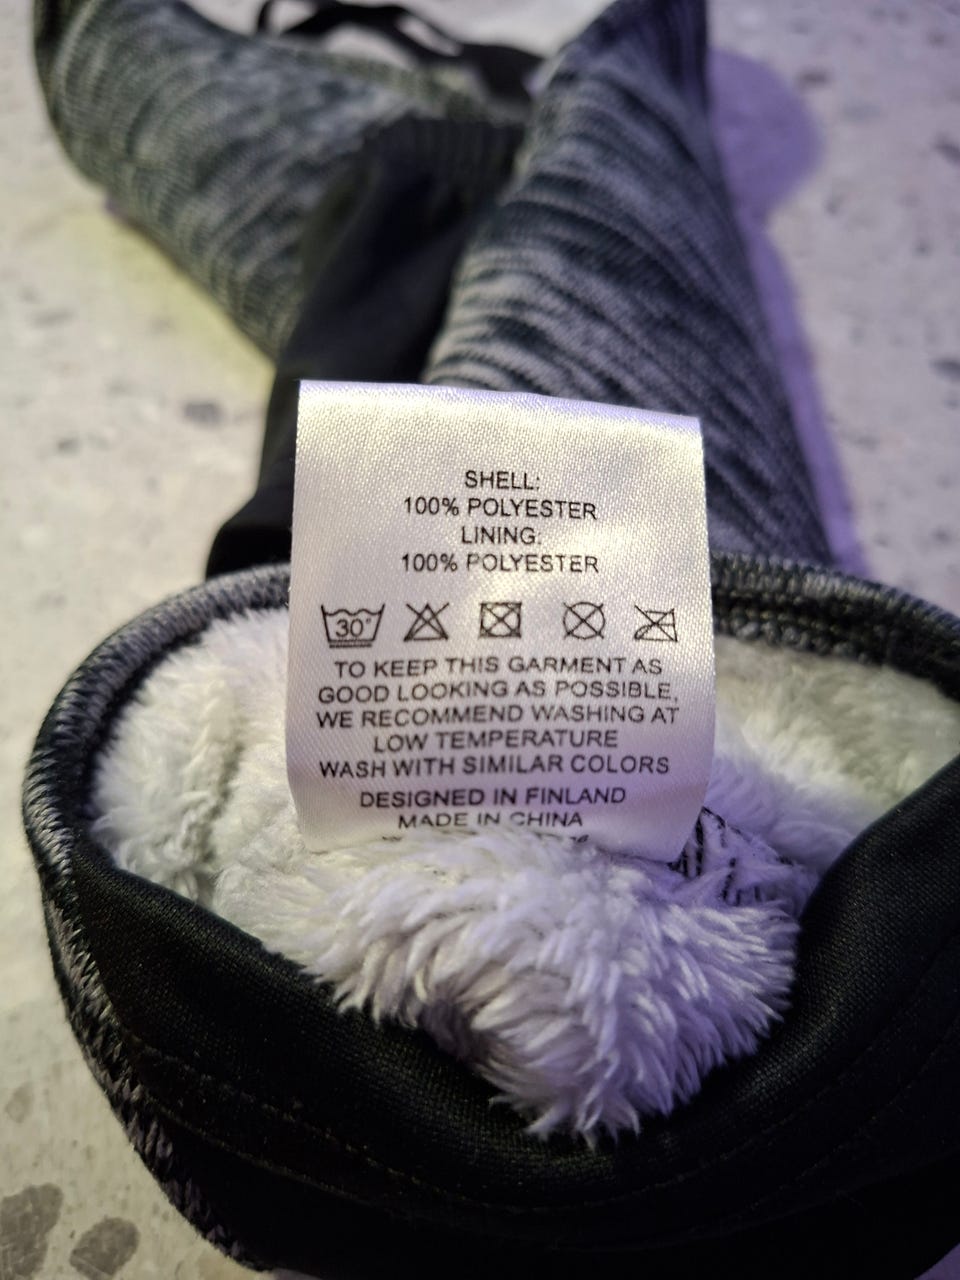 SHELL:
100% POLYESTER
LINING:
100% POLYESTER
30°
TO KEEP THIS GARMENT AS
GOOD LOOKING AS POSSIBLE,
WE RECOMMEND WASHING AT
LOW TEMPERATURE
WASH WITH SIMILAR COLORS
DESIGNED IN FINLAND
MADE IN CHINA